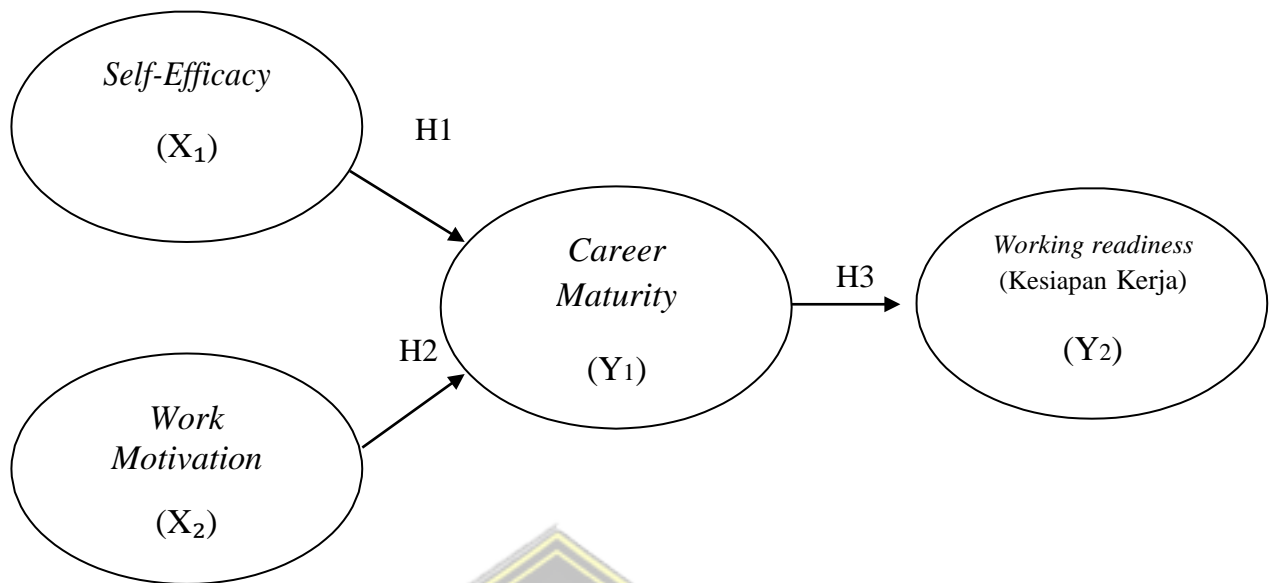 Self-Efficacy
(X₁)
H1
Career
Maturity
(Y1)
H2
Work
Motivation
(X₂)
H3
Working readiness
(Kesiapan Kerja)
(Y2)